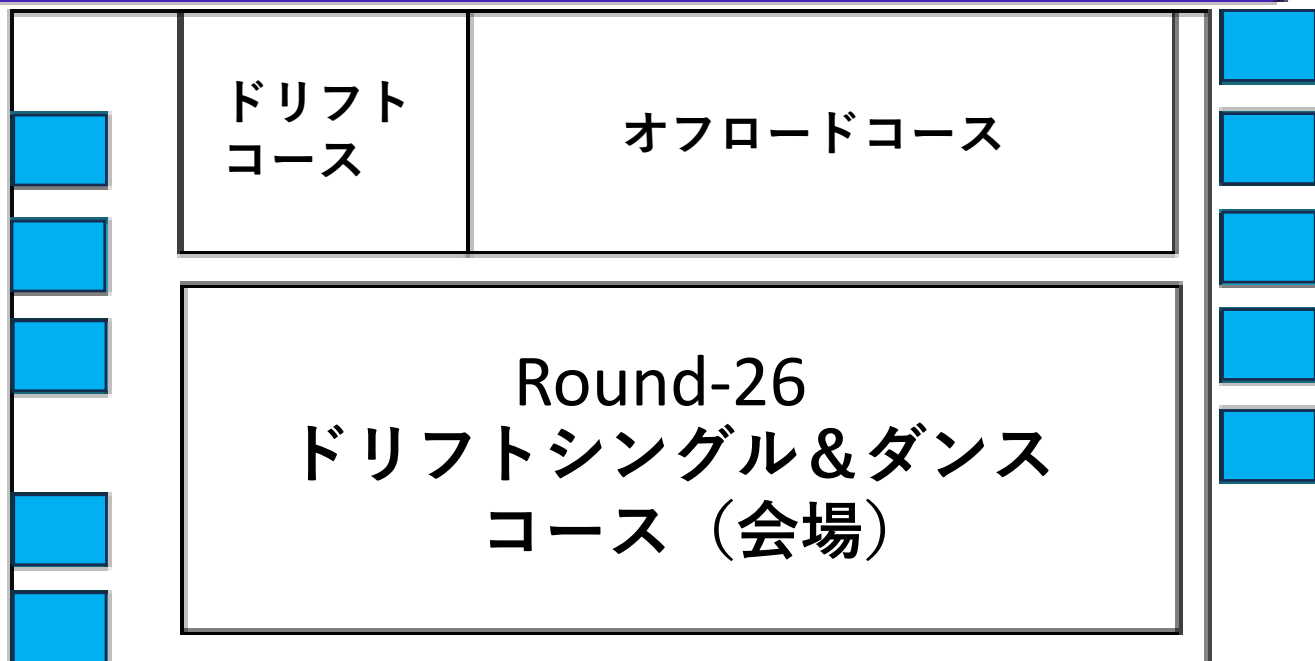 ドリフト
コース
オフロードコース
Round-26
ドリフトシングル＆ダンス
コース（会場）